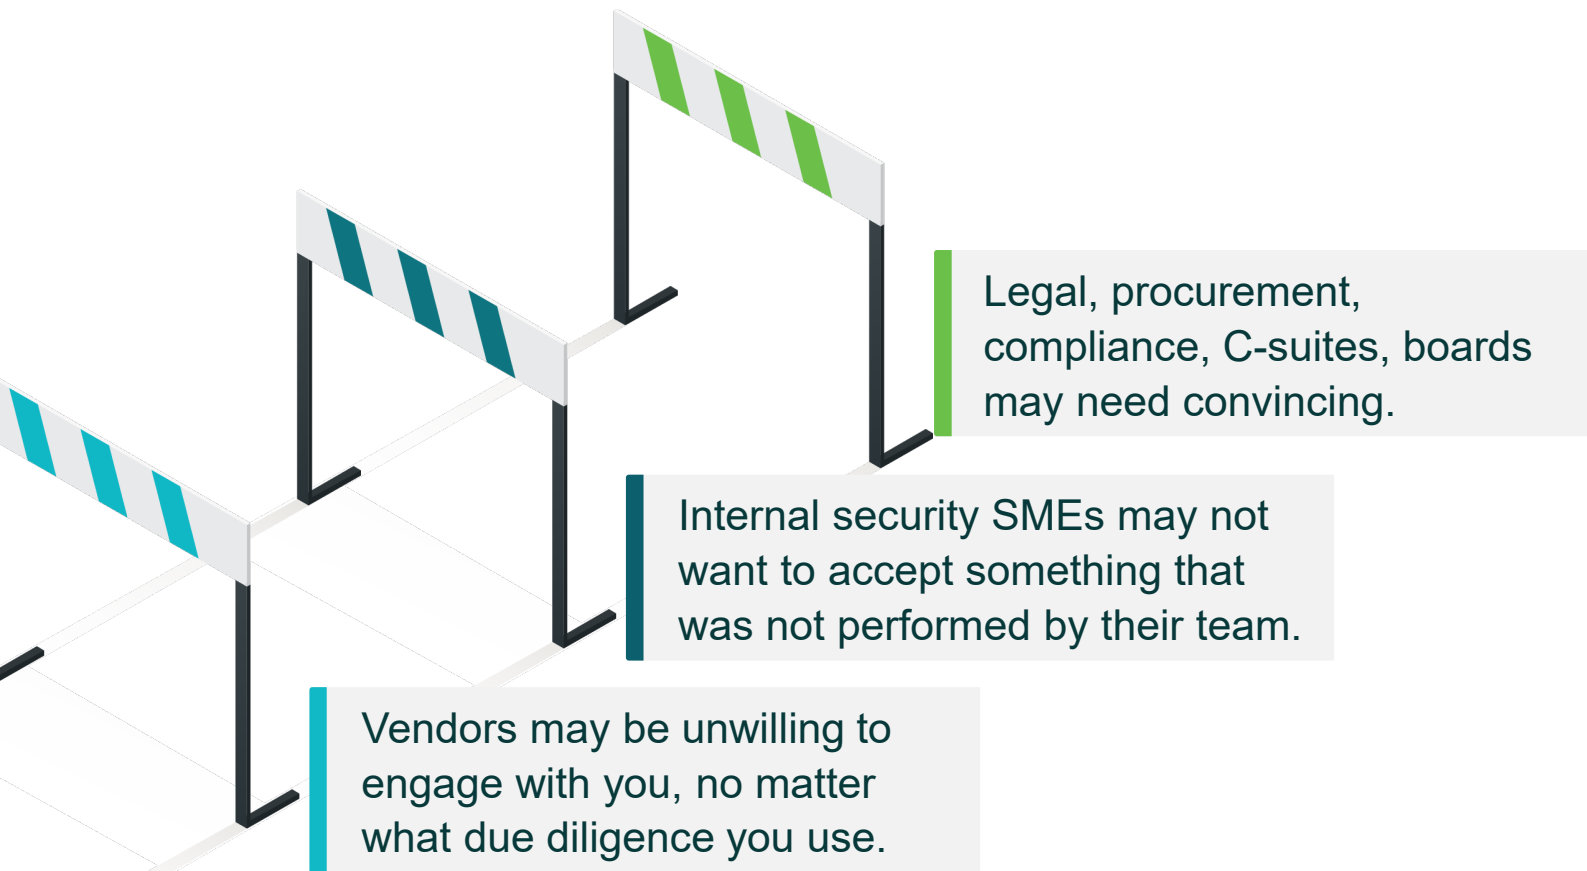 Legal, procurement,
compliance, C-suites, boards
may need convincing.
Internal security SMEs may not
want to accept something that
was not performed by their team.
Vendors may be unwilling to
engage with you, no matter
what due diligence you use.